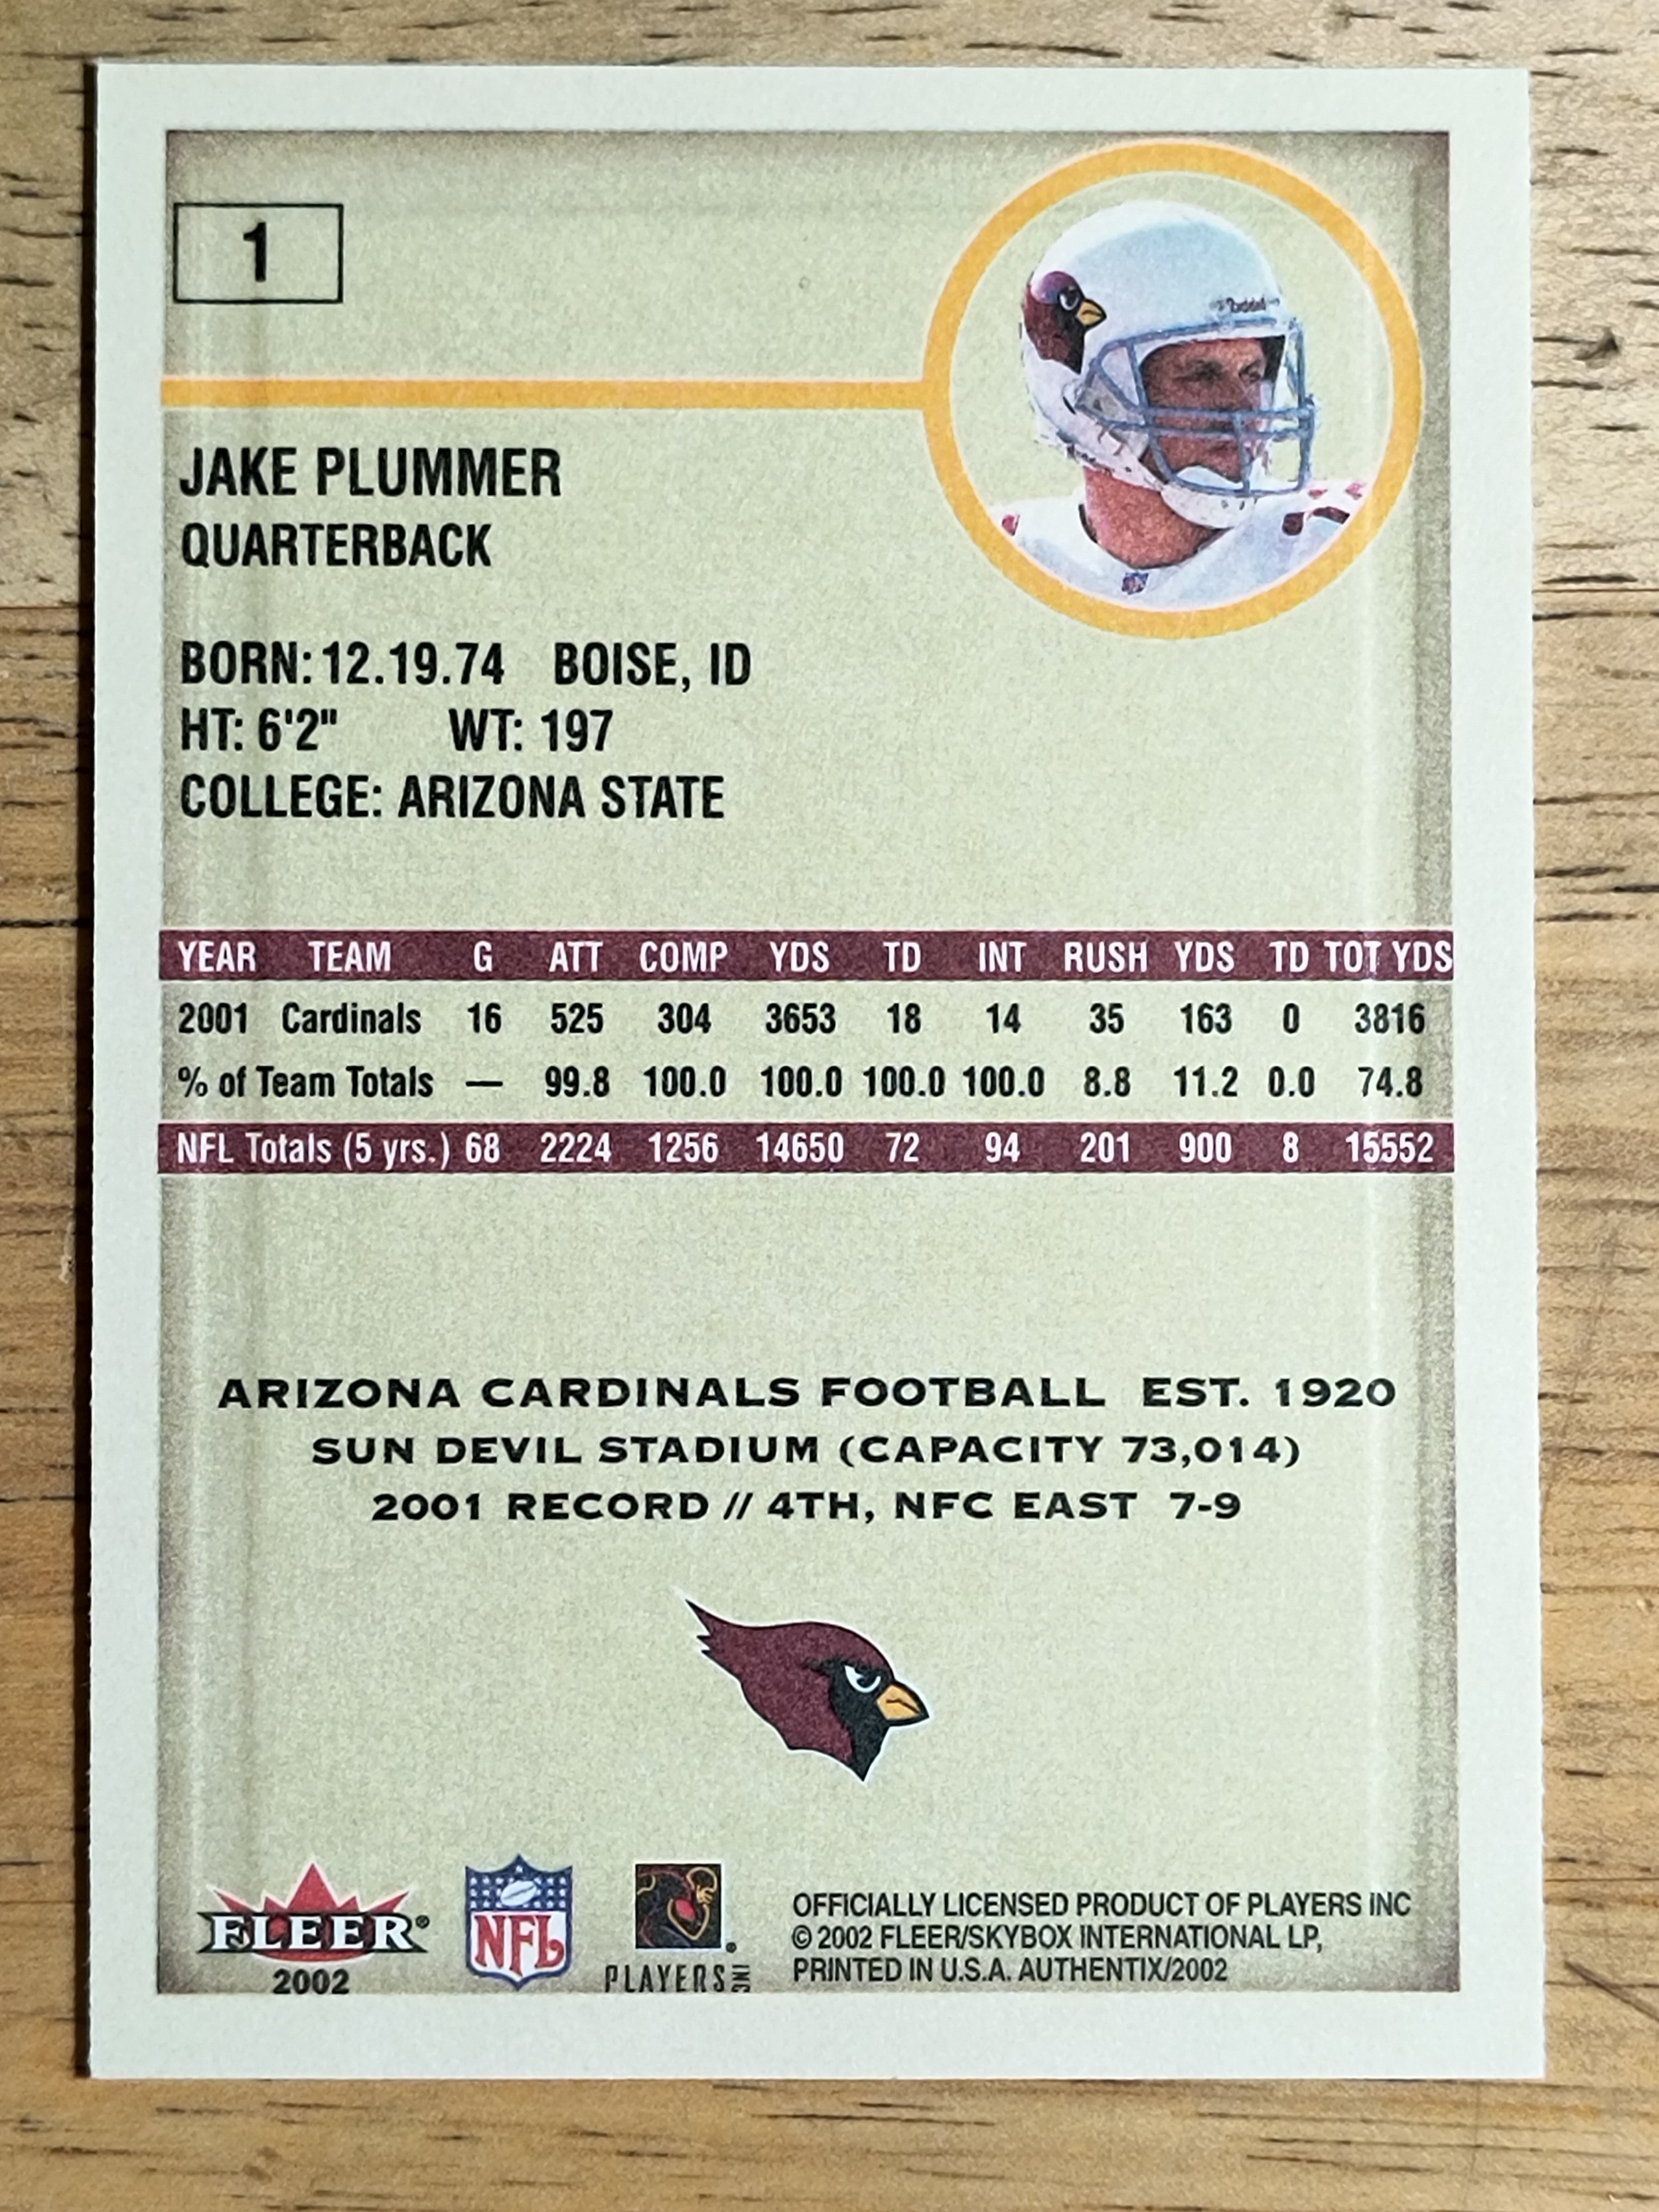 1
Riddell
JAKE PLUMMER
QUARTERBACK
BORN: 12.19.74 BOISE, ID
HT: 6'2" WT: 197
COLLEGE: ARIZONA STATE
YEAR TEAM G ATT COMP YDS TD INT RUSH YDS TD TOT YDS
2001 Cardinals 16 525 304 3653 18 14 35 163 0 3816
% of Team Totals — 99.8 100.0 100.0 100.0 100.0 8.8 11.2 0.0 74.8
NFL Totals (5 yrs.) 68 2224 1256 14650 72 94 201 900 8 15552
ARIZONA CARDINALS FOOTBALL EST. 1920
SUN DEVIL STADIUM (CAPACITY 73,014)
2001 RECORD // 4TH, NFC EAST 7-9
FLEER®
2002
NFL
PLAYERS INC
OFFICIALLY LICENSED PRODUCT OF PLAYERS INC
© 2002 FLEER/SKYBOX INTERNATIONAL LP,
PRINTED IN U.S.A. AUTHENTIX/2002